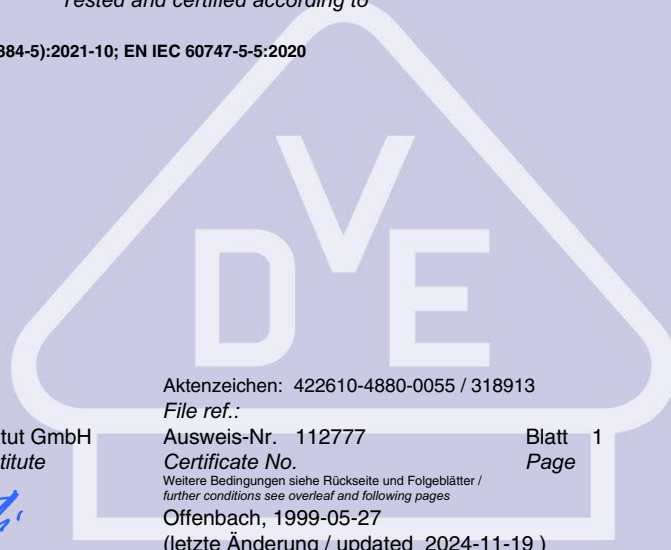 Tested and certified according to
384-5):2021-10; EN IEC 60747-5-5:2020
VDE
Aktenzeichen: 422610-4880-0055 / 318913
File ref.:
tut GmbH Ausweis-Nr. 112777 Blatt 1
titute Certificate No. Page
Weitere Bedingungen siehe Rückseite und Folgeblätter /
further conditions see overleaf and following pages
Offenbach, 1999-05-27
(letzte Änderung / updated 2024-11-19 )